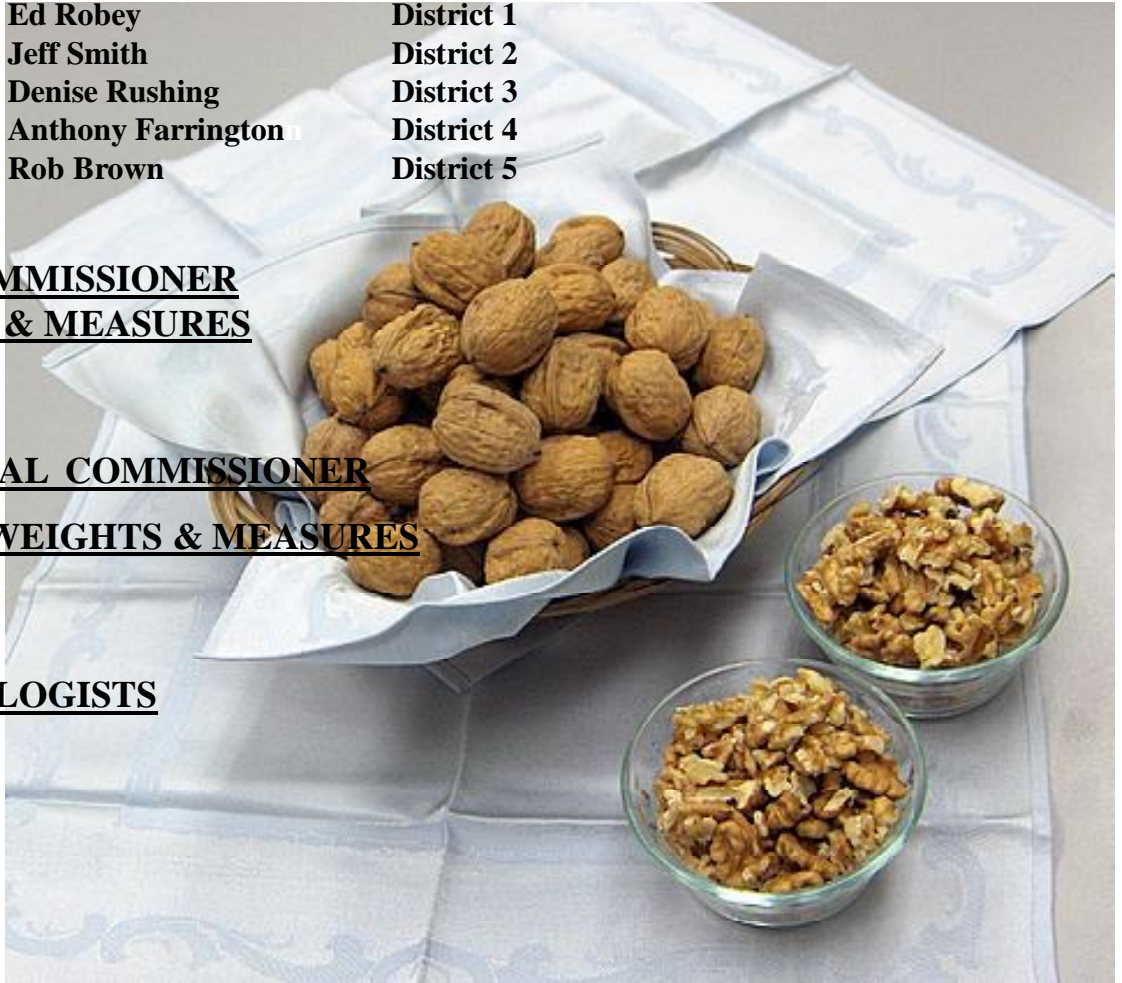 Ed Robey District 1
Jeff Smith District 2
Denise Rushing District 3
Anthony Farrington District 4
Rob Brown District 5
MMISSIONER
& MEASURES
AL COMMISSIONER
WEIGHTS & MEASURES
LOGISTS